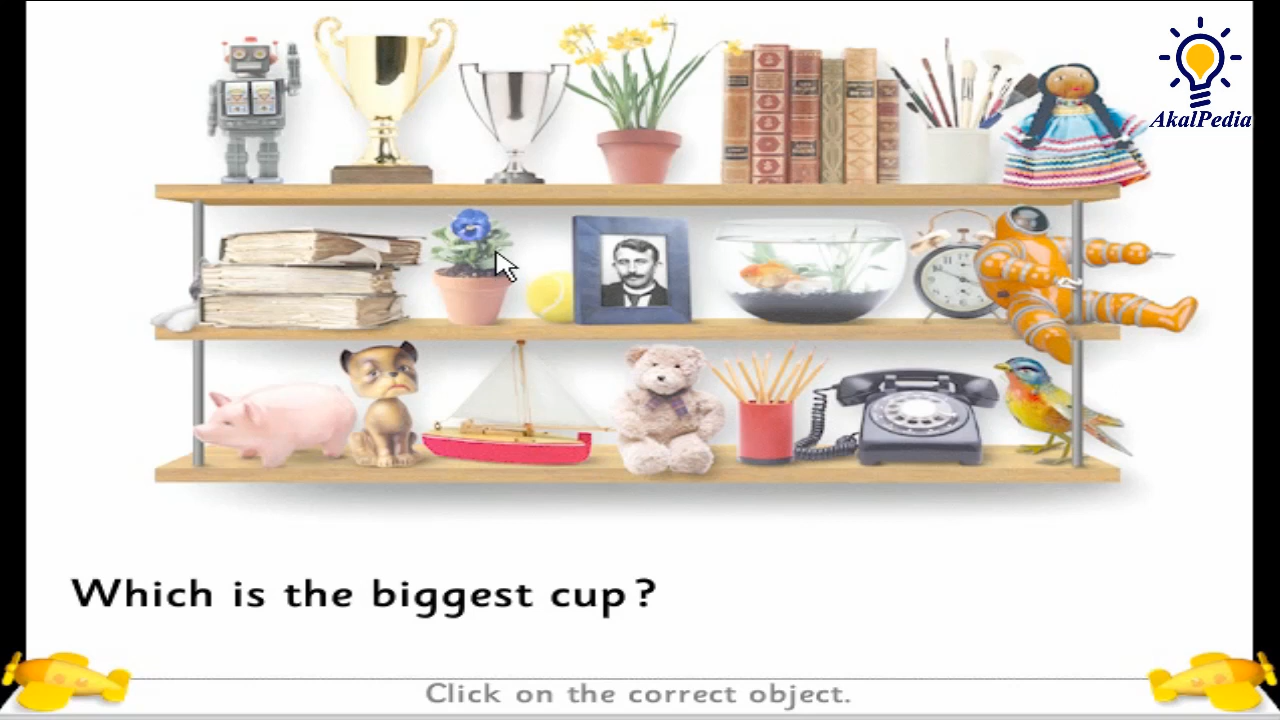 AkalPedia
Which is the biggest cup?
Click on the correct object.